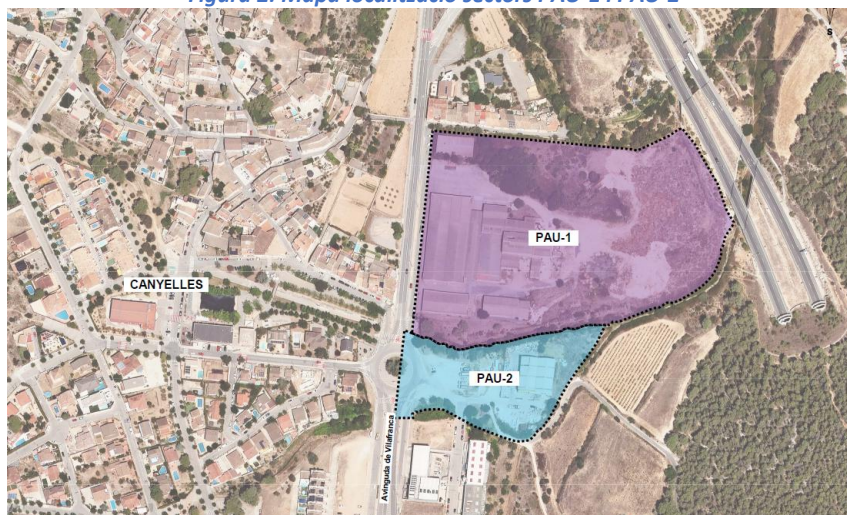 Figura 2. Mapa localització sectors PAU-1 i PAU-2
S
PAU-1
CANYELLES
PAU-2
Avinguda de Vilafranca